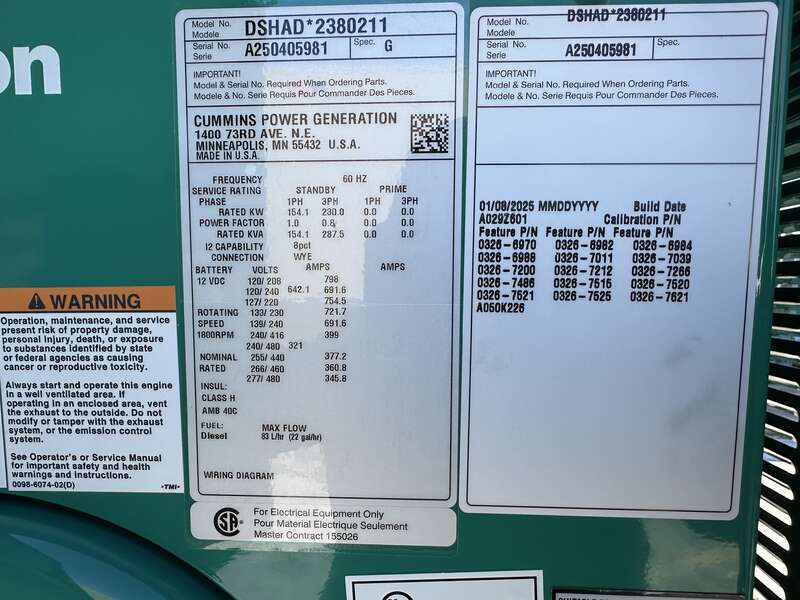 on
Model No. DSHAD*2380211
Modele
Serial No. A250405981 Spec. G
Serie
IMPORTANT!
Model & Serial No. Required When Ordering Parts.
Modele & No. Serie Requis Pour Commander Des Pieces.
CUMMINS POWER GENERATION
1400 73RD AVE. N.E.
MINNEAPOLIS, MN 55432 U.S.A.
MADE IN U.S.A.
FREQUENCY 60 HZ
SERVICE RATING STANDBY PRIME
PHASE 1PH 3PH 1PH 3PH
RATED KW 154.1 230.0 0.0 0.0
POWER FACTOR 1.0 0.8 0.0 0.0
RATED KVA 154.1 287.5 0.0 0.0
I2 CAPABILITY 8pct
CONNECTION WYE
BATTERY VOLTS AMPS AMPS
12 VDC 120/ 208 798
120/ 240 642.1 691.6
127/ 220 754.5
ROTATING 133/ 230 721.7
SPEED 139/ 240 691.6
1800RPM 240/ 416 399
240/ 480 321
NOMINAL 255/ 440 377.2
RATED 266/ 460 360.8
277/ 480 345.8
INSUL:
CLASS H
AMB 40C
FUEL: MAX FLOW
Diesel 83 L/hr (22 gal/hr)
WIRING DIAGRAM
For Electrical Equipment Only
Pour Material Electrique Seulement
Master Contract 155026
Model No. DSHAD*2380211
Modele
Serial No. A250405981 Spec.
Serie
IMPORTANT!
Model & Serial No. Required When Ordering Parts.
Modele & No. Serie Requis Pour Commander Des Pieces.
01/08/2025 MMDDYYYY Build Date
A029Z601 Calibration P/N
Feature P/N Feature P/N Feature P/N
0326-6970 0326-6982 0326-6984
0326-6988 0326-7011 0326-7039
0326-7200 0326-7212 0326-7266
0326-7486 0326-7515 0326-7520
0326-7521 0326-7525 0326-7621
A050K226
WARNING
Operation, maintenance, and service
present risk of property damage,
personal injury, death, or exposure
to substances identified by state
or federal agencies as causing
cancer or reproductive toxicity.
Always start and operate this engine
in a well ventilated area. If
operating in an enclosed area, vent
the exhaust to the outside. Do not
modify or tamper with the exhaust
system, or the emission control
system.
See Operator's or Service Manual
for important safety and health
warnings and instructions.
0098-6074-02(D) -TMI-